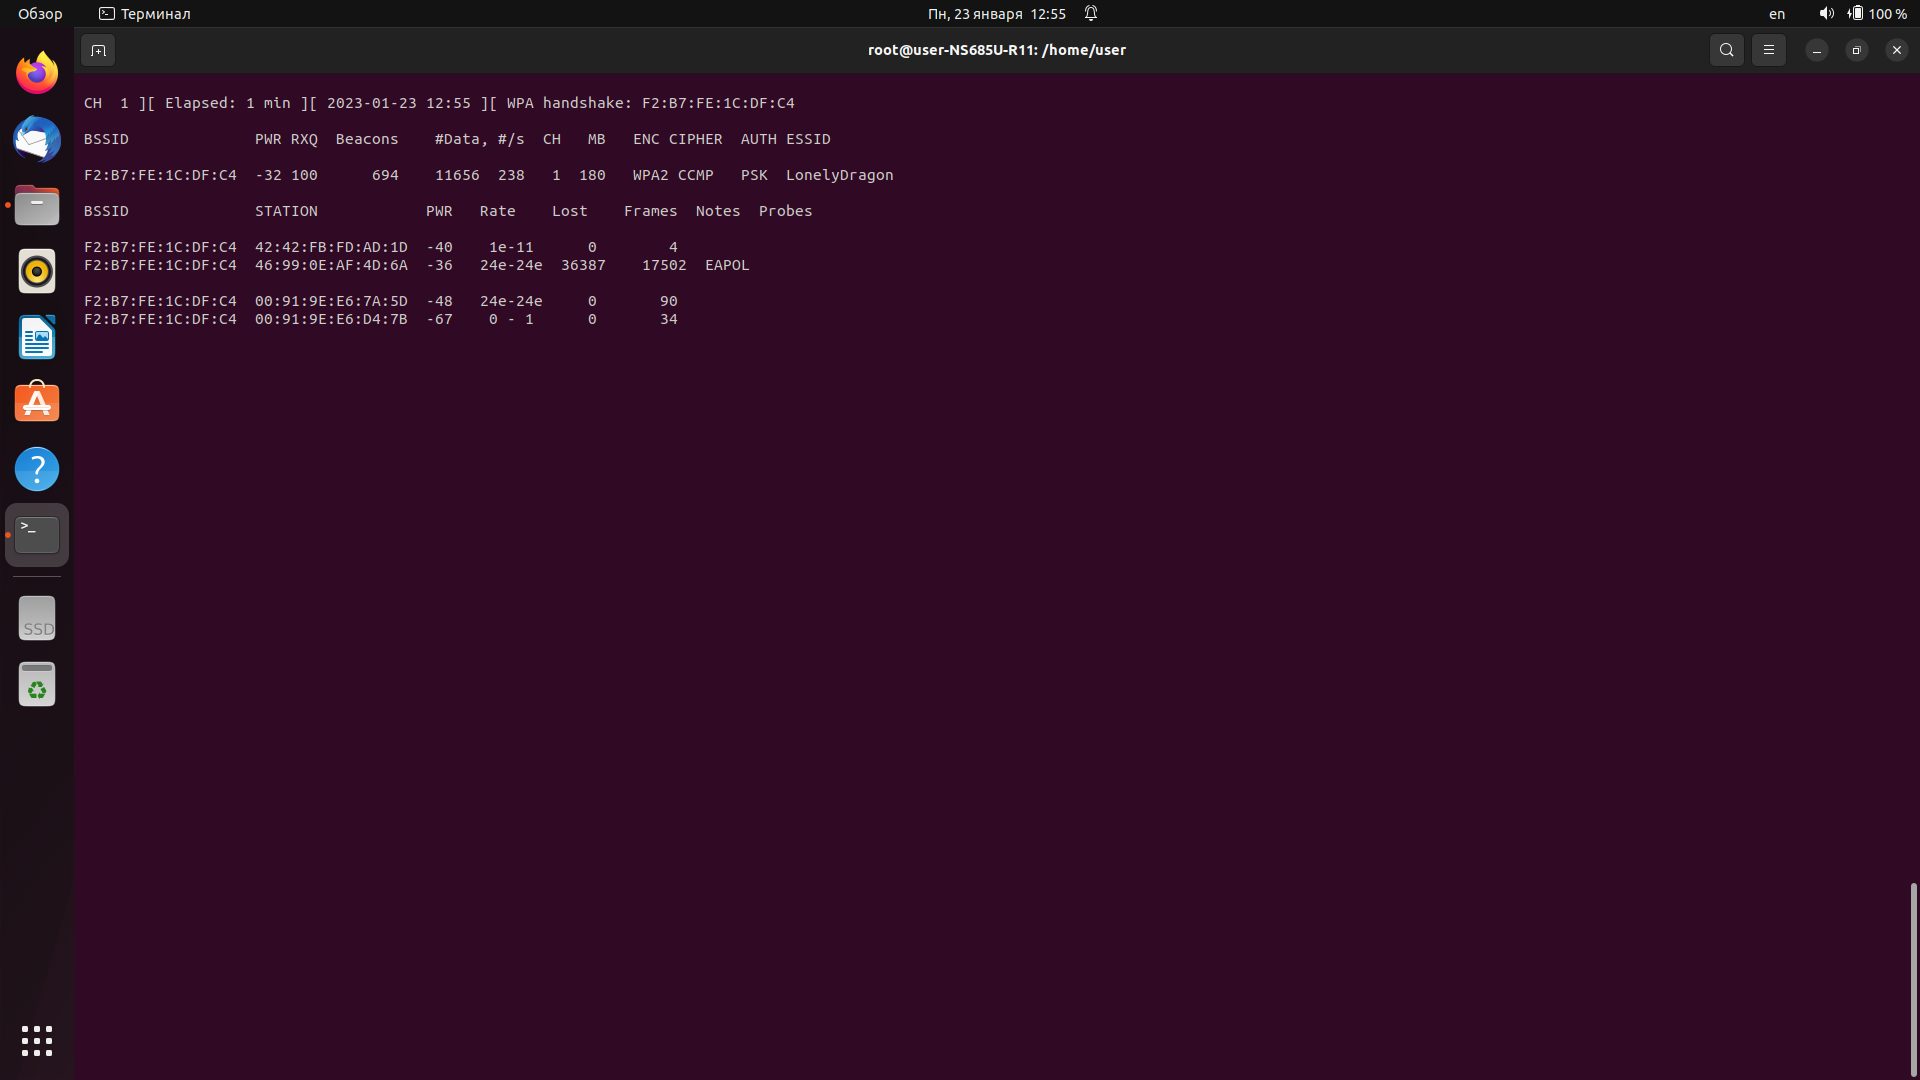 Обзор Терминал Пн, 23 января 12:55 en 100 %
root@user-NS685U-R11: /home/user
CH  1 ][ Elapsed: 1 min ][ 2023-01-23 12:55 ][ WPA handshake: F2:B7:FE:1C:DF:C4
BSSID              PWR RXQ  Beacons    #Data, #/s  CH   MB   ENC CIPHER  AUTH ESSID
F2:B7:FE:1C:DF:C4  -32 100      694    11656  238   1  180   WPA2 CCMP   PSK  LonelyDragon
BSSID              STATION            PWR   Rate    Lost    Frames  Notes  Probes
F2:B7:FE:1C:DF:C4  42:42:FB:FD:AD:1D  -40    1e-11      0        4
F2:B7:FE:1C:DF:C4  46:99:0E:AF:4D:6A  -36   24e-24e  36387    17502  EAPOL
F2:B7:FE:1C:DF:C4  00:91:9E:E6:7A:5D  -48   24e-24e     0       90
F2:B7:FE:1C:DF:C4  00:91:9E:E6:D4:7B  -67    0 - 1      0       34
?
>_
SSD